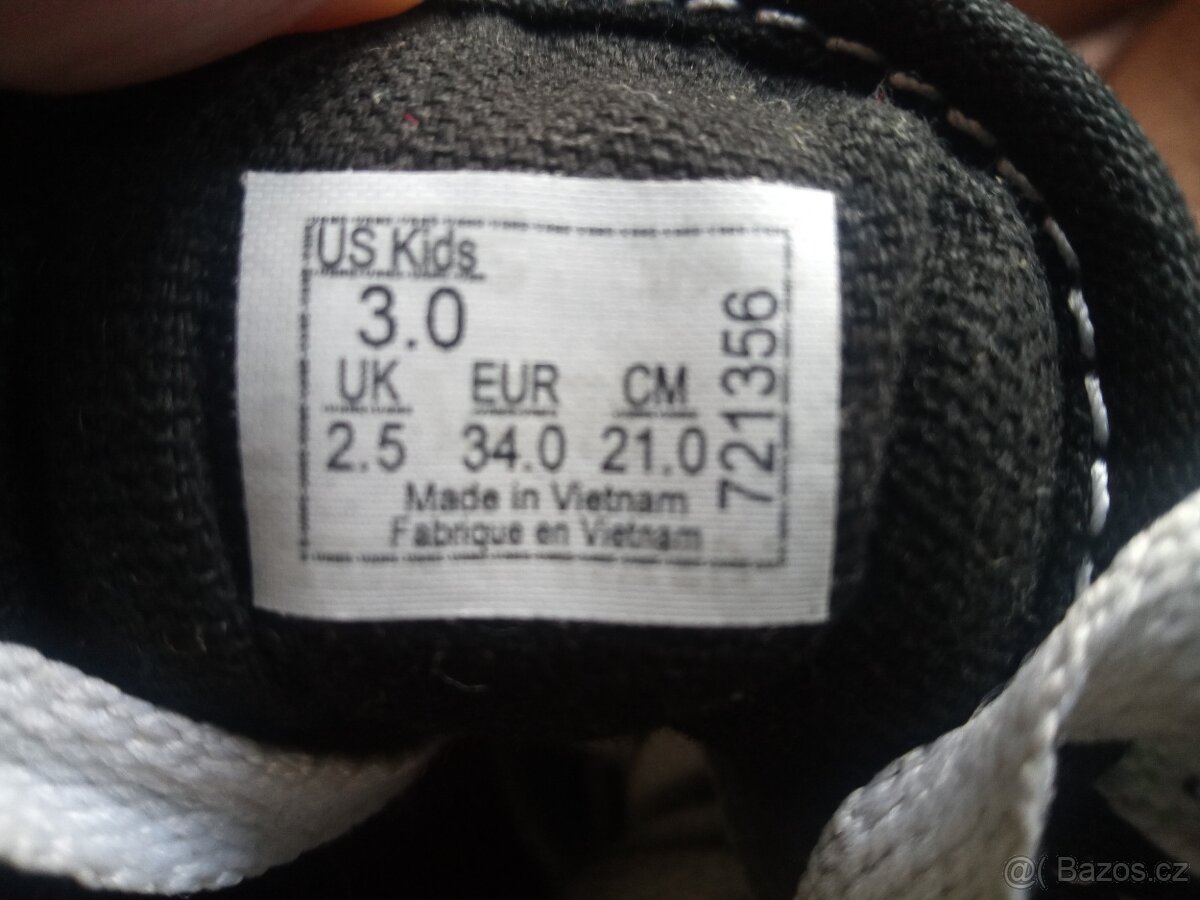 US Kids
3.0
UK EUR CM
2.5 34.0 21.0
Made in Vietnam
Fabrique en Vietnam
721356
@( Bazos.cz